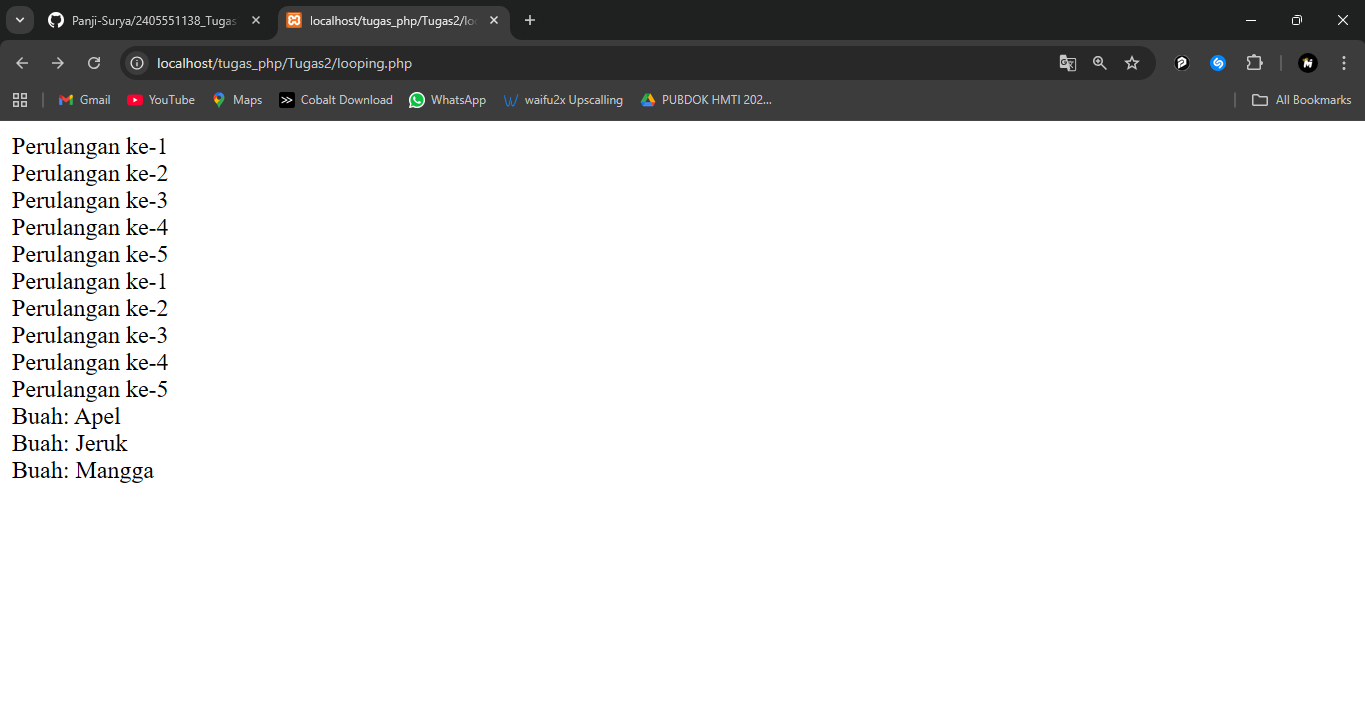 Panji-Surya/2405551138_Tugas
localhost/tugas_php/Tugas2/loo
localhost/tugas_php/Tugas2/looping.php
Gmail YouTube Maps Cobalt Download WhatsApp waifu2x Upscalling PUBDOK HMTI 202... All Bookmarks
Perulangan ke-1
Perulangan ke-2
Perulangan ke-3
Perulangan ke-4
Perulangan ke-5
Perulangan ke-1
Perulangan ke-2
Perulangan ke-3
Perulangan ke-4
Perulangan ke-5
Buah: Apel
Buah: Jeruk
Buah: Mangga